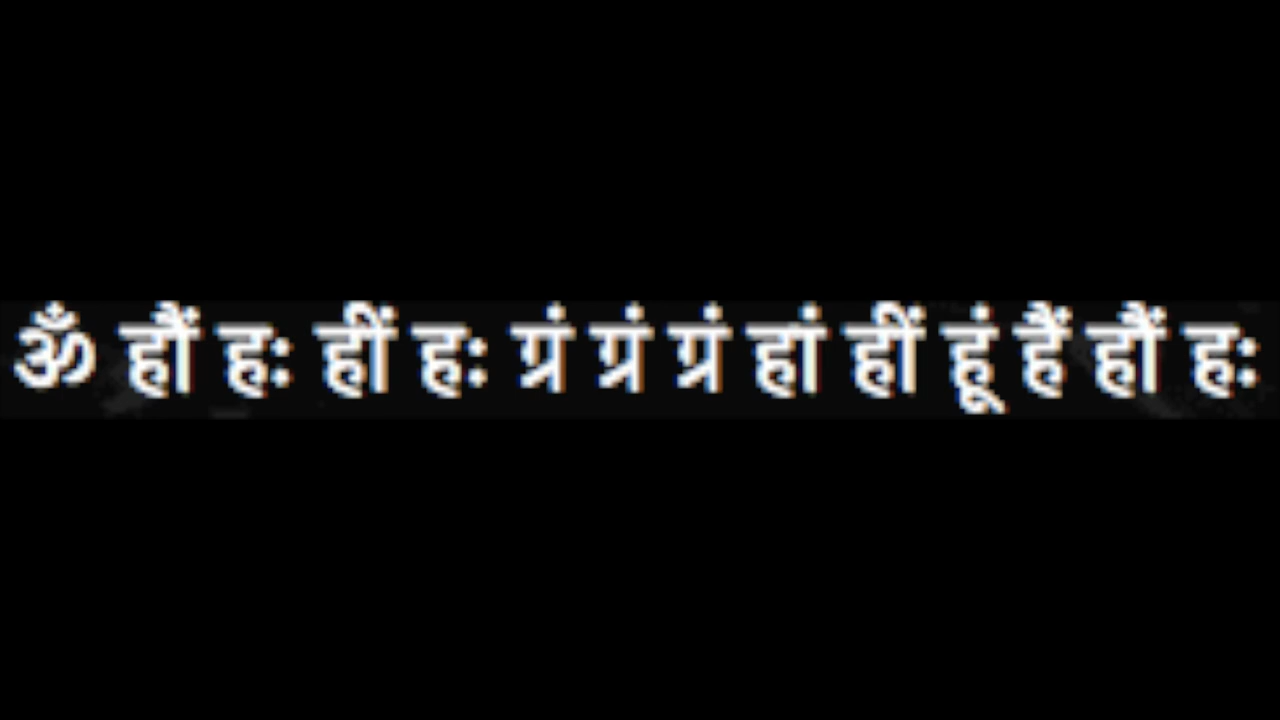 ॐ हौं हः हीं हः ग्रं ग्रं ग्रं हां हीं हूं हैं हौं हः